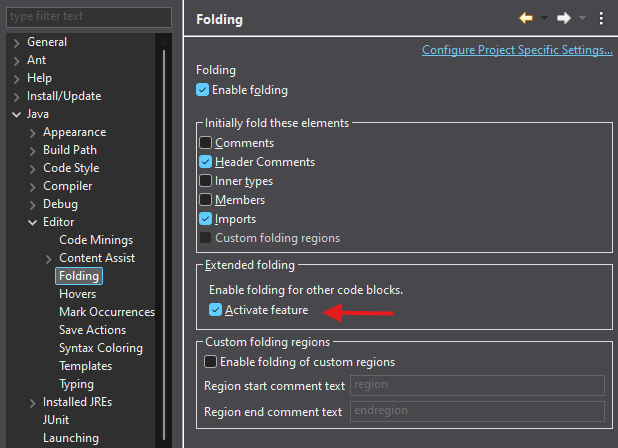 type filter text
General
Ant
Help
Install/Update
Java
Appearance
Build Path
Code Style
Compiler
Debug
Editor
Code Minings
Content Assist
Folding
Hovers
Mark Occurrences
Save Actions
Syntax Coloring
Templates
Typing
Installed JREs
JUnit
Launching
Folding
Configure Project Specific Settings...
Folding
Enable folding
Initially fold these elements
Comments
Header Comments
Inner types
Members
Imports
Custom folding regions
Extended folding
Enable folding for other code blocks.
Activate feature
Custom folding regions
Enable folding of custom regions
Region start comment text region
Region end comment text endregion